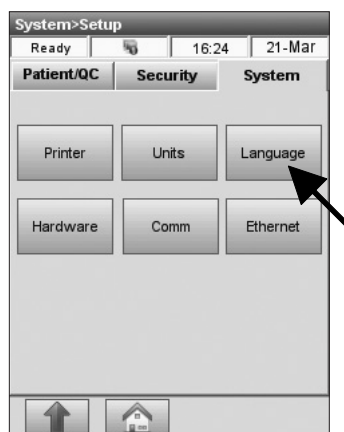 System>Setup
Ready 16:24 21-Mar
Patient/QC Security System
Printer Units Language
Hardware Comm Ethernet